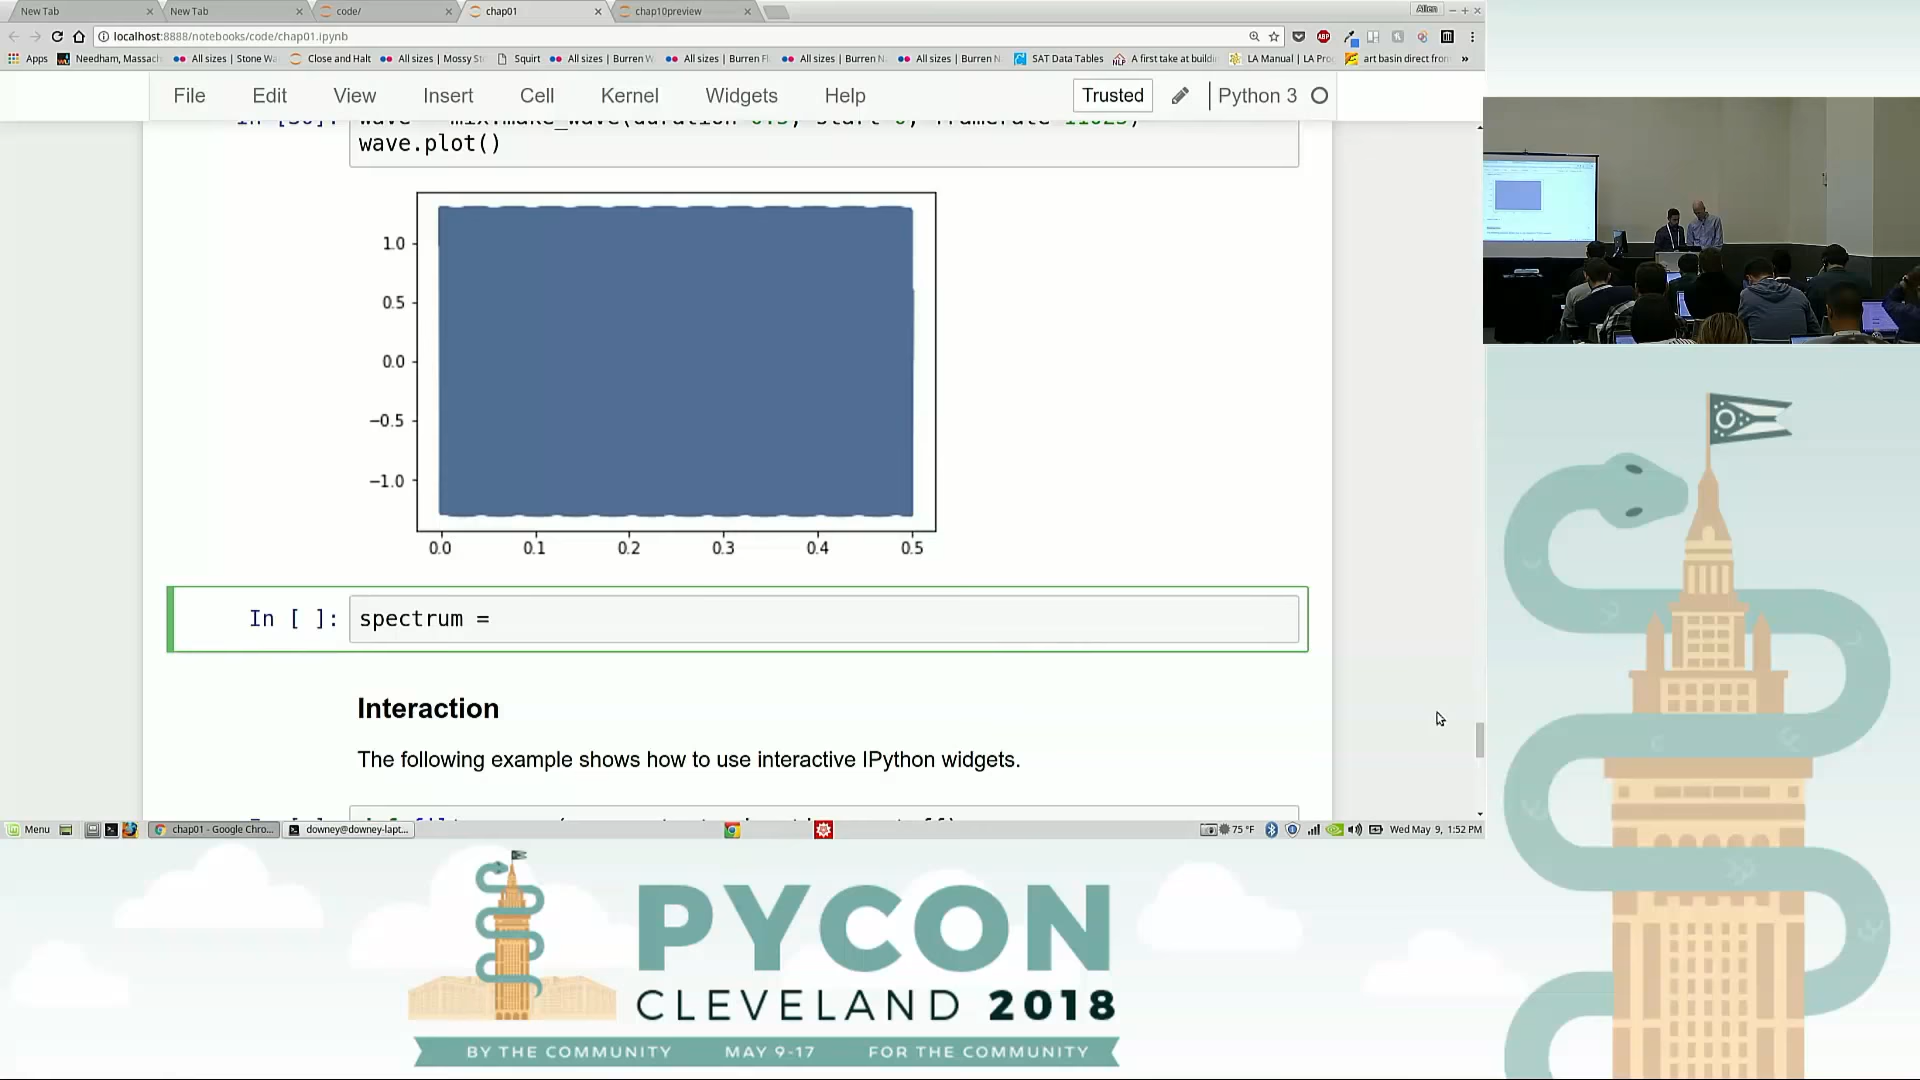 New Tab
New Tab
code/
chap01
chap10preview
Allen
localhost:8888/notebooks/code/chap01.ipynb
Apps
Needham, Massach
All sizes | Stone Wa
Close and Halt
All sizes | Mossy St
Squirt
All sizes | Burren W
All sizes | Burren Fl
All sizes | Burren N
All sizes | Burren N
SAT Data Tables
A first take at buildi
LA Manual | LA Pro
art basin direct from
»
File
Edit
View
Insert
Cell
Kernel
Widgets
Help
Trusted
Python 3
wave.plot()
1.0
0.5
0.0
−0.5
−1.0
0.0 0.1 0.2 0.3 0.4 0.5
In [ ]:
spectrum =
Interaction
The following example shows how to use interactive IPython widgets.
Menu
chap01 - Google Chro...
downey@downey-lapt...
75 °F
Wed May 9, 1:52 PM
PYCON
CLEVELAND 2018
BY THE COMMUNITY MAY 9-17 FOR THE COMMUNITY